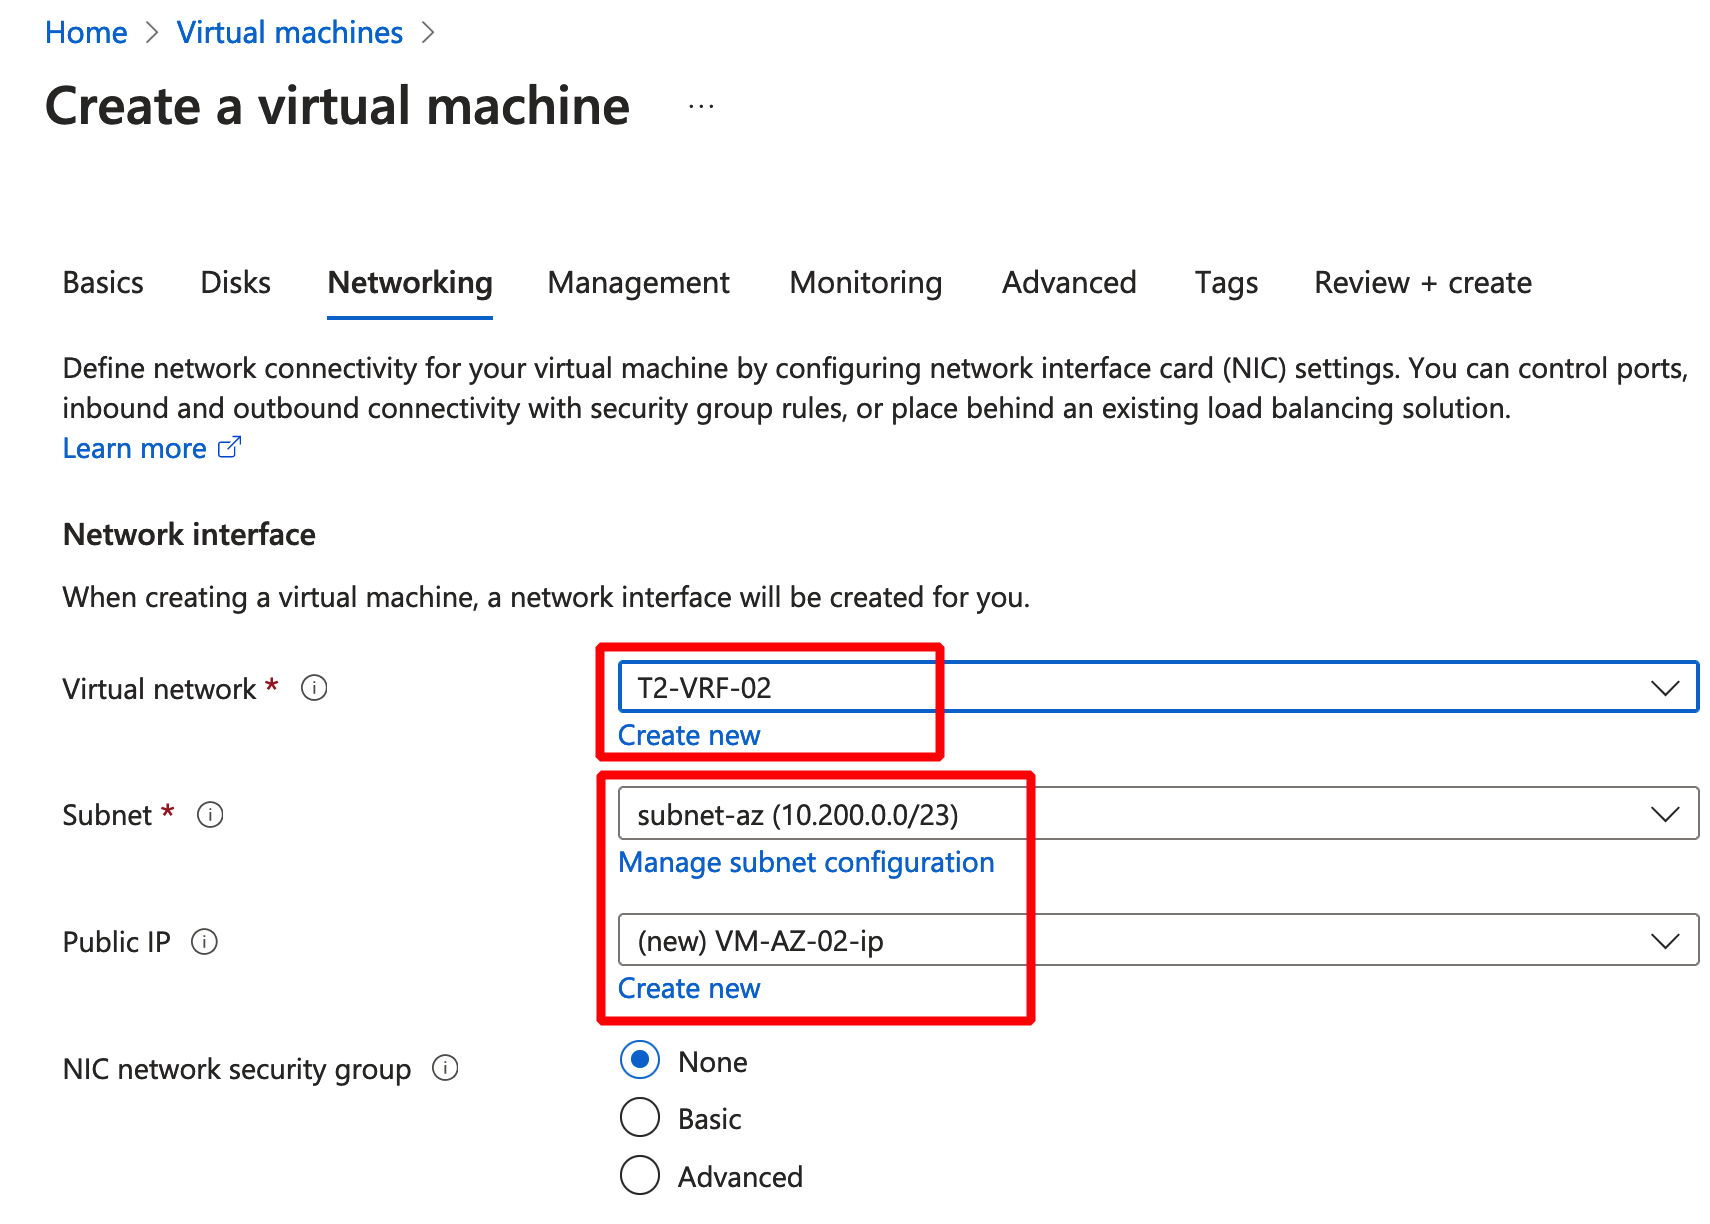 Home > Virtual machines >
Create a virtual machine ...
Basics Disks Networking Management Monitoring Advanced Tags Review + create
Define network connectivity for your virtual machine by configuring network interface card (NIC) settings. You can control ports,
inbound and outbound connectivity with security group rules, or place behind an existing load balancing solution.
Learn more
Network interface
When creating a virtual machine, a network interface will be created for you.
Virtual network * T2-VRF-02
Create new
Subnet * subnet-az (10.200.0.0/23)
Manage subnet configuration
Public IP (new) VM-AZ-02-ip
Create new
NIC network security group None
Basic
Advanced